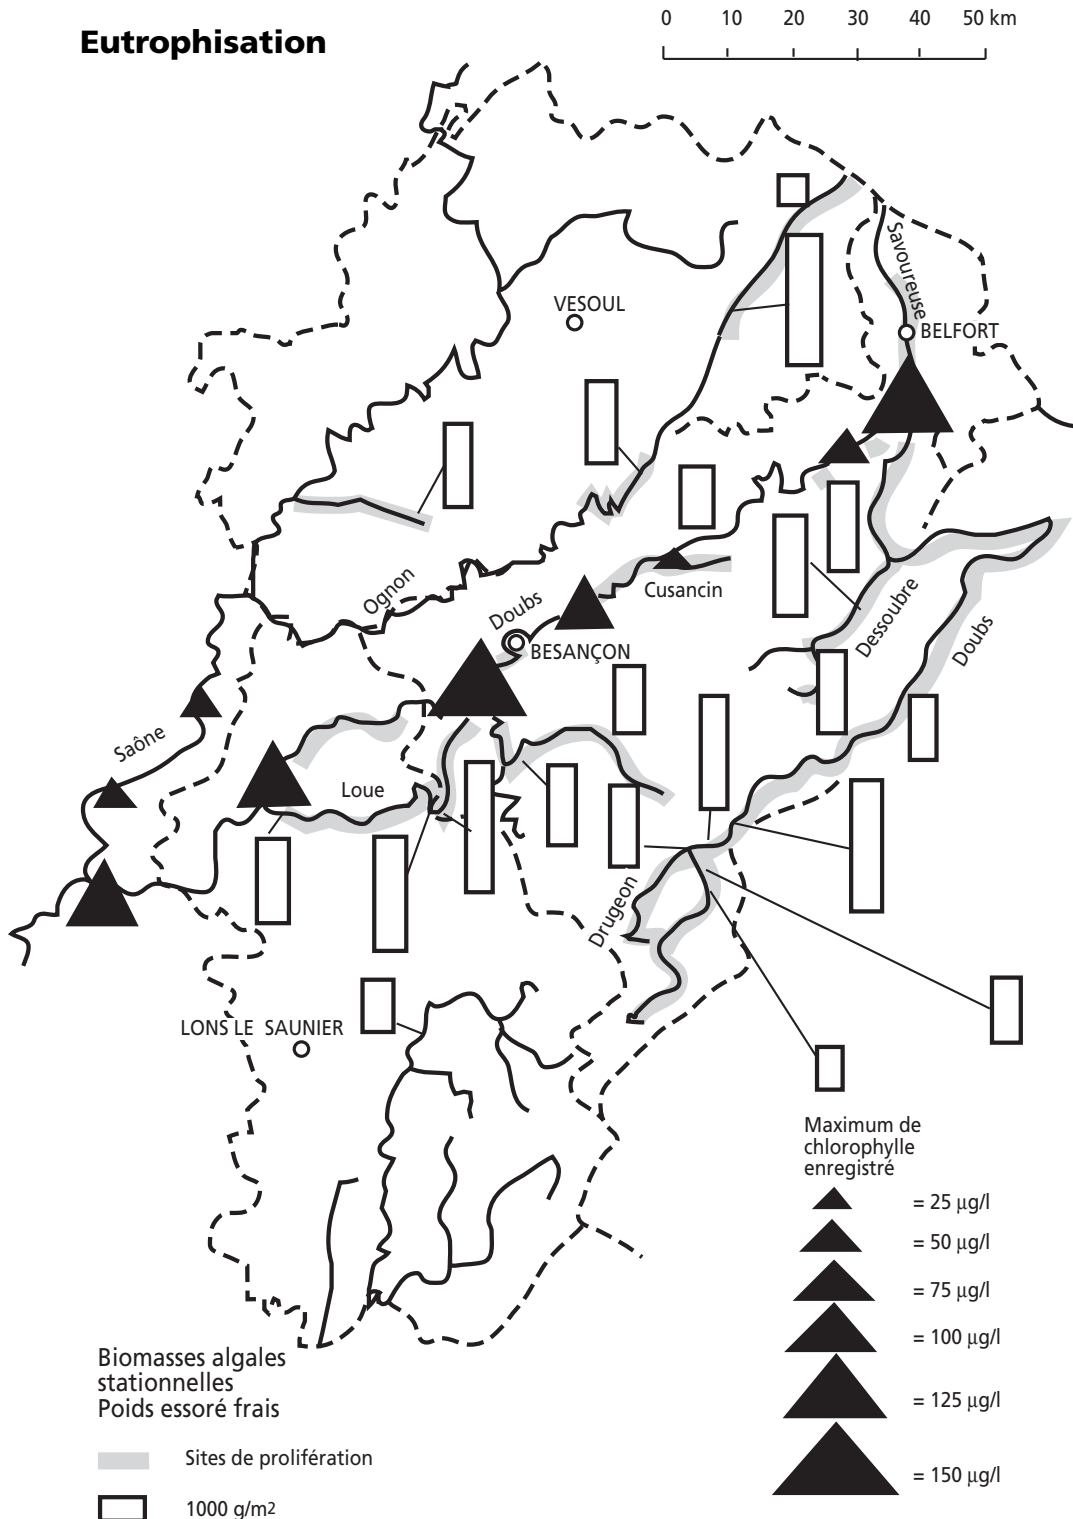 Eutrophisation
0 10 20 30 40 50 km
Savoureuse
VESOUL
BELFORT
Ognon
Doubs
Cusancin
BESANÇON
Dessoubre
Doubs
Saône
Loue
Drugeon
LONS LE SAUNIER
Maximum de
chlorophylle
enregistré
= 25 µg/l
= 50 µg/l
= 75 µg/l
= 100 µg/l
= 125 µg/l
= 150 µg/l
Biomasses algales
stationnelles
Poids essoré frais
Sites de prolifération
1000 g/m2